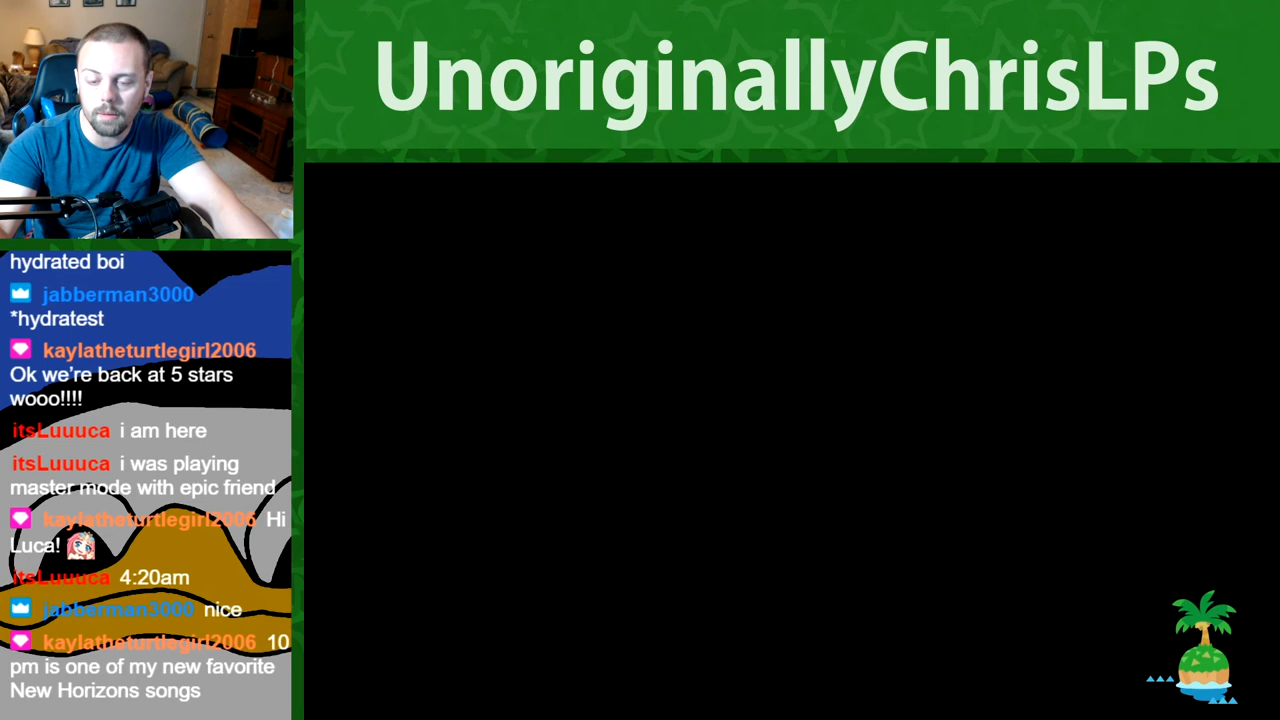 UnoriginallyChrisLPs
hydrated boi
jabberman3000
*hydratest
kaylatheturtlegirl2006
Ok we're back at 5 stars
wooo!!!!
itsLuuuca i am here
itsLuuuca i was playing
master mode with epic friend
kaylatheturtlegirl2006 Hi
Luca!
itsLuuuca 4:20am
jabberman3000 nice
kaylatheturtlegirl2006 10
pm is one of my new favorite
New Horizons songs